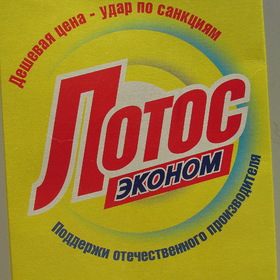 Дешевая цена - удар по санкциям
Лотос
ЭКОНОМ
Поддержи отечественного производителя